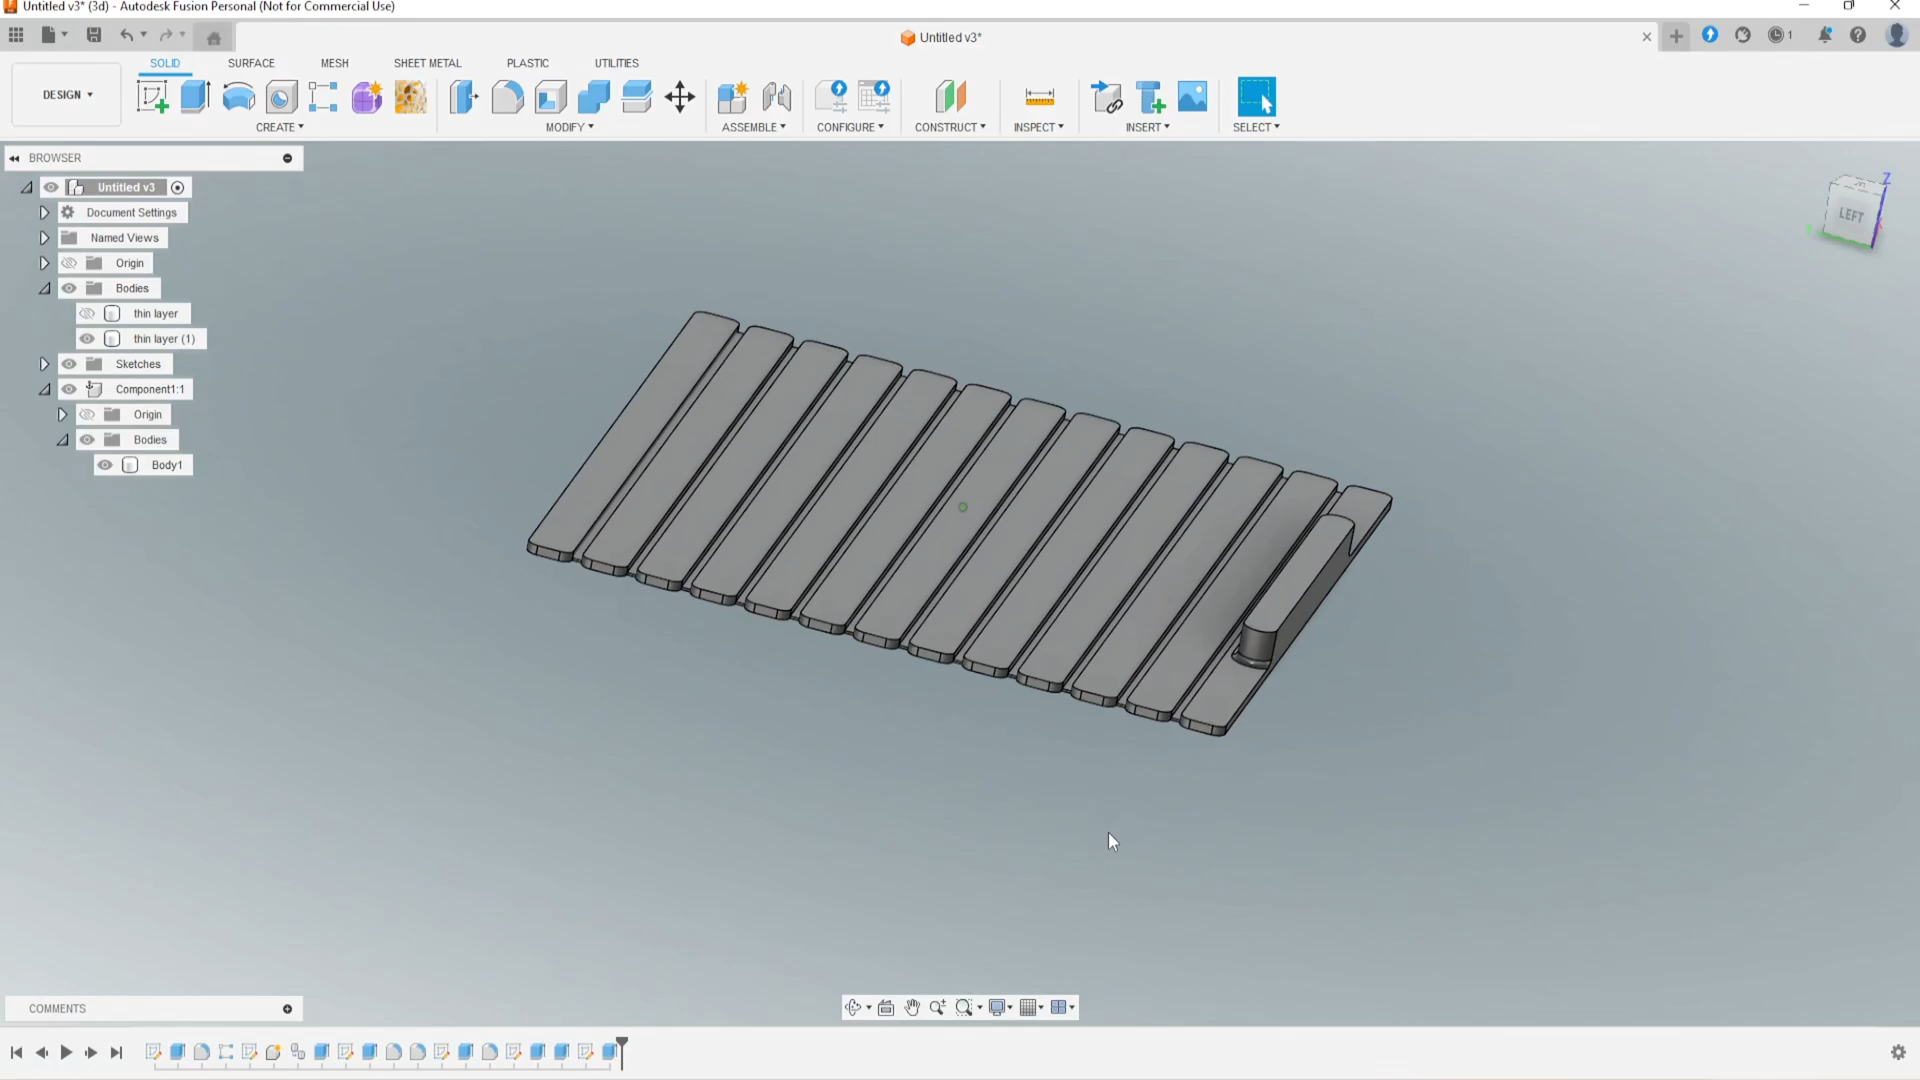 Untitled v3* (3d) - Autodesk Fusion Personal (Not for Commercial Use)
Untitled v3*
1
DESIGN
SOLID
SURFACE
MESH
SHEET METAL
PLASTIC
UTILITIES
CREATE
MODIFY
ASSEMBLE
CONFIGURE
CONSTRUCT
INSPECT
INSERT
SELECT
BROWSER
Untitled v3
Document Settings
Named Views
Origin
Bodies
thin layer
thin layer (1)
Sketches
Component1:1
Origin
Bodies
Body1
Z
LEFT
COMMENTS